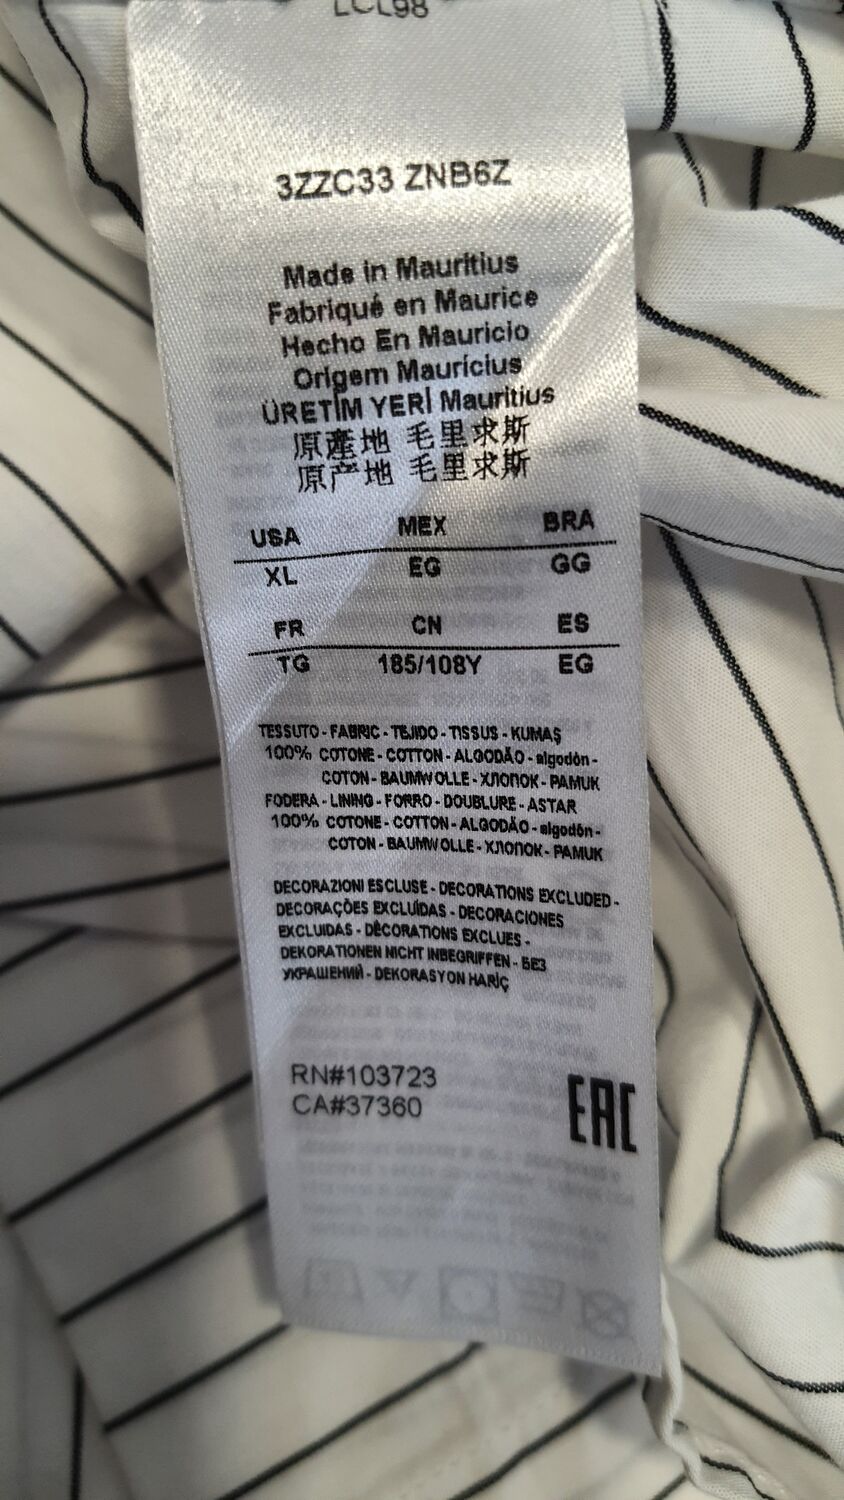 LCL98
3ZZC33 ZNB6Z
Made in Mauritius
Fabriqué en Maurice
Hecho En Mauricio
Origem Maurícius
ÜRETİM YERİ Mauritius
原產地 毛里求斯
原产地 毛里求斯
USA MEX BRA
XL EG GG
FR CN ES
TG 185/108Y EG
TESSUTO - FABRIC - TEJIDO - TISSUS - KUMAŞ
100% COTONE - COTTON - ALGODÃO - algodón -
COTON - BAUMWOLLE - ХЛОПОК - PAMUK
FODERA - LINING - FORRO - DOUBLURE - ASTAR
100% COTONE - COTTON - ALGODÃO - algodón -
COTON - BAUMWOLLE - ХЛОПОК - PAMUK
DECORAZIONI ESCLUSE - DECORATIONS EXCLUDED -
DECORAÇÕES EXCLUÍDAS - DECORACIONES
EXCLUIDAS - DÉCORATIONS EXCLUES -
DEKORATIONEN NICHT INBEGRIFFEN - БЕЗ
УКРАШЕНИЙ - DEKORASYON HARİÇ
RN#103723
CA#37360
EAC